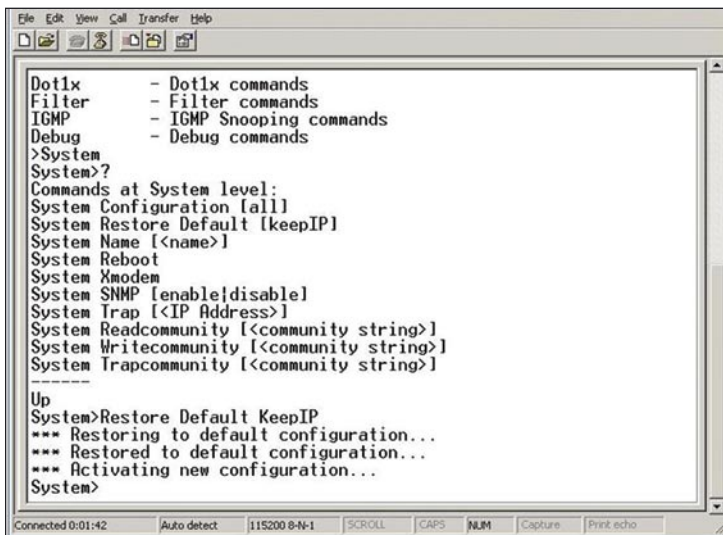 File Edit View Call Transfer Help
Dot1x - Dot1x commands
Filter - Filter commands
IGMP - IGMP Snooping commands
Debug - Debug commands
>System
System>?
Commands at System level:
System Configuration [all]
System Restore Default [keepIP]
System Name [<name>]
System Reboot
System Xmodem
System SNMP [enable|disable]
System Trap [<IP Address>]
System Readcommunity [<community string>]
System Writecommunity [<community string>]
System Trapcommunity [<community string>]
------
Up
System>Restore Default KeepIP
*** Restoring to default configuration...
*** Restored to default configuration...
*** Activating new configuration...
System>
Connected 0:01:42 Auto detect 115200 8-N-1 SCROLL CAPS NUM Capture Print echo